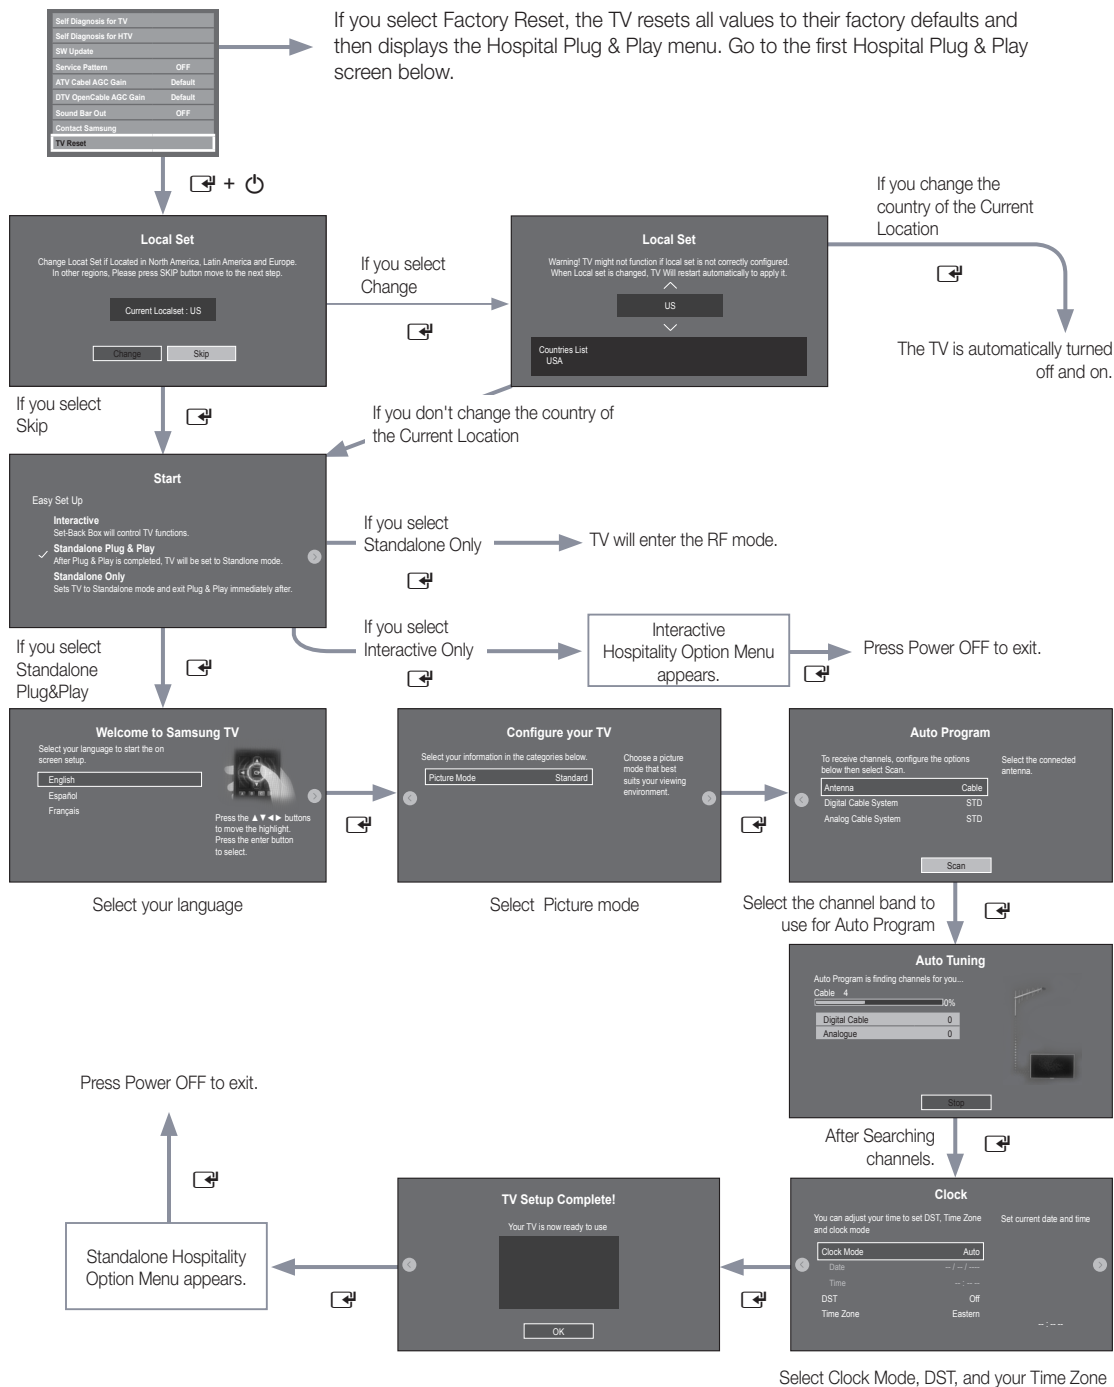 Self Diagnosis for TV
Self Diagnosis for HTV
SW Update
Service Pattern OFF
ATV Cabel AGC Gain Default
DTV OpenCable AGC Gain Default
Sound Bar Out OFF
Contact Samsung
TV Reset
If you select Factory Reset, the TV resets all values to their factory defaults and
then displays the Hospital Plug & Play menu. Go to the first Hospital Plug & Play
screen below.
+
Local Set
Change Locat Set if Located in North America, Latin America and Europe.
In other regions, Please press SKIP button move to the next step.
Current Localset : US
Change Skip
If you select
Change
Local Set
Warning! TV might not function if local set is not correctly configured.
When Local set is changed, TV Will restart automatically to apply it.
US
Countries List
USA
If you change the
country of the Current
Location
The TV is automatically turned
off and on.
If you select
Skip
If you don't change the country of
the Current Location
Start
Easy Set Up
Interactive
Set-Back Box will control TV functions.
Standalone Plug & Play
After Plug & Play is completed, TV will be set to Standlone mode.
Standalone Only
Sets TV to Standalone mode and exit Plug & Play immediately after.
If you select
Standalone Only
TV will enter the RF mode.
If you select
Interactive Only
Interactive
Hospitality Option Menu
appears.
Press Power OFF to exit.
If you select
Standalone
Plug&Play
Welcome to Samsung TV
Select your language to start the on
screen setup.
English
Español
Français
Press the ▲▼◀▶ buttons
to move the highlight.
Press the enter button
to select.
Select your language
Configure your TV
Select your information in the categories below.
Picture Mode Standard
Choose a picture
mode that best
suits your viewing
environment.
Select Picture mode
Auto Program
To receive channels, configure the options
below then select Scan.
Antenna Cable
Digital Cable System STD
Analog Cable System STD
Select the connected
antenna.
Scan
Select the channel band to
use for Auto Program
Auto Tuning
Auto Program is finding channels for you...
Cable 4
0%
Digital Cable 0
Analogue 0
Stop
After Searching
channels.
Clock
You can adjust your time to set DST, Time Zone
and clock mode
Clock Mode Auto
Date -- / -- / ----
Time -- : -- --
DST Off
Time Zone Eastern
Set current date and time
-- : -- --
Select Clock Mode, DST, and your Time Zone
TV Setup Complete!
Your TV is now ready to use
OK
Standalone Hospitality
Option Menu appears.
Press Power OFF to exit.